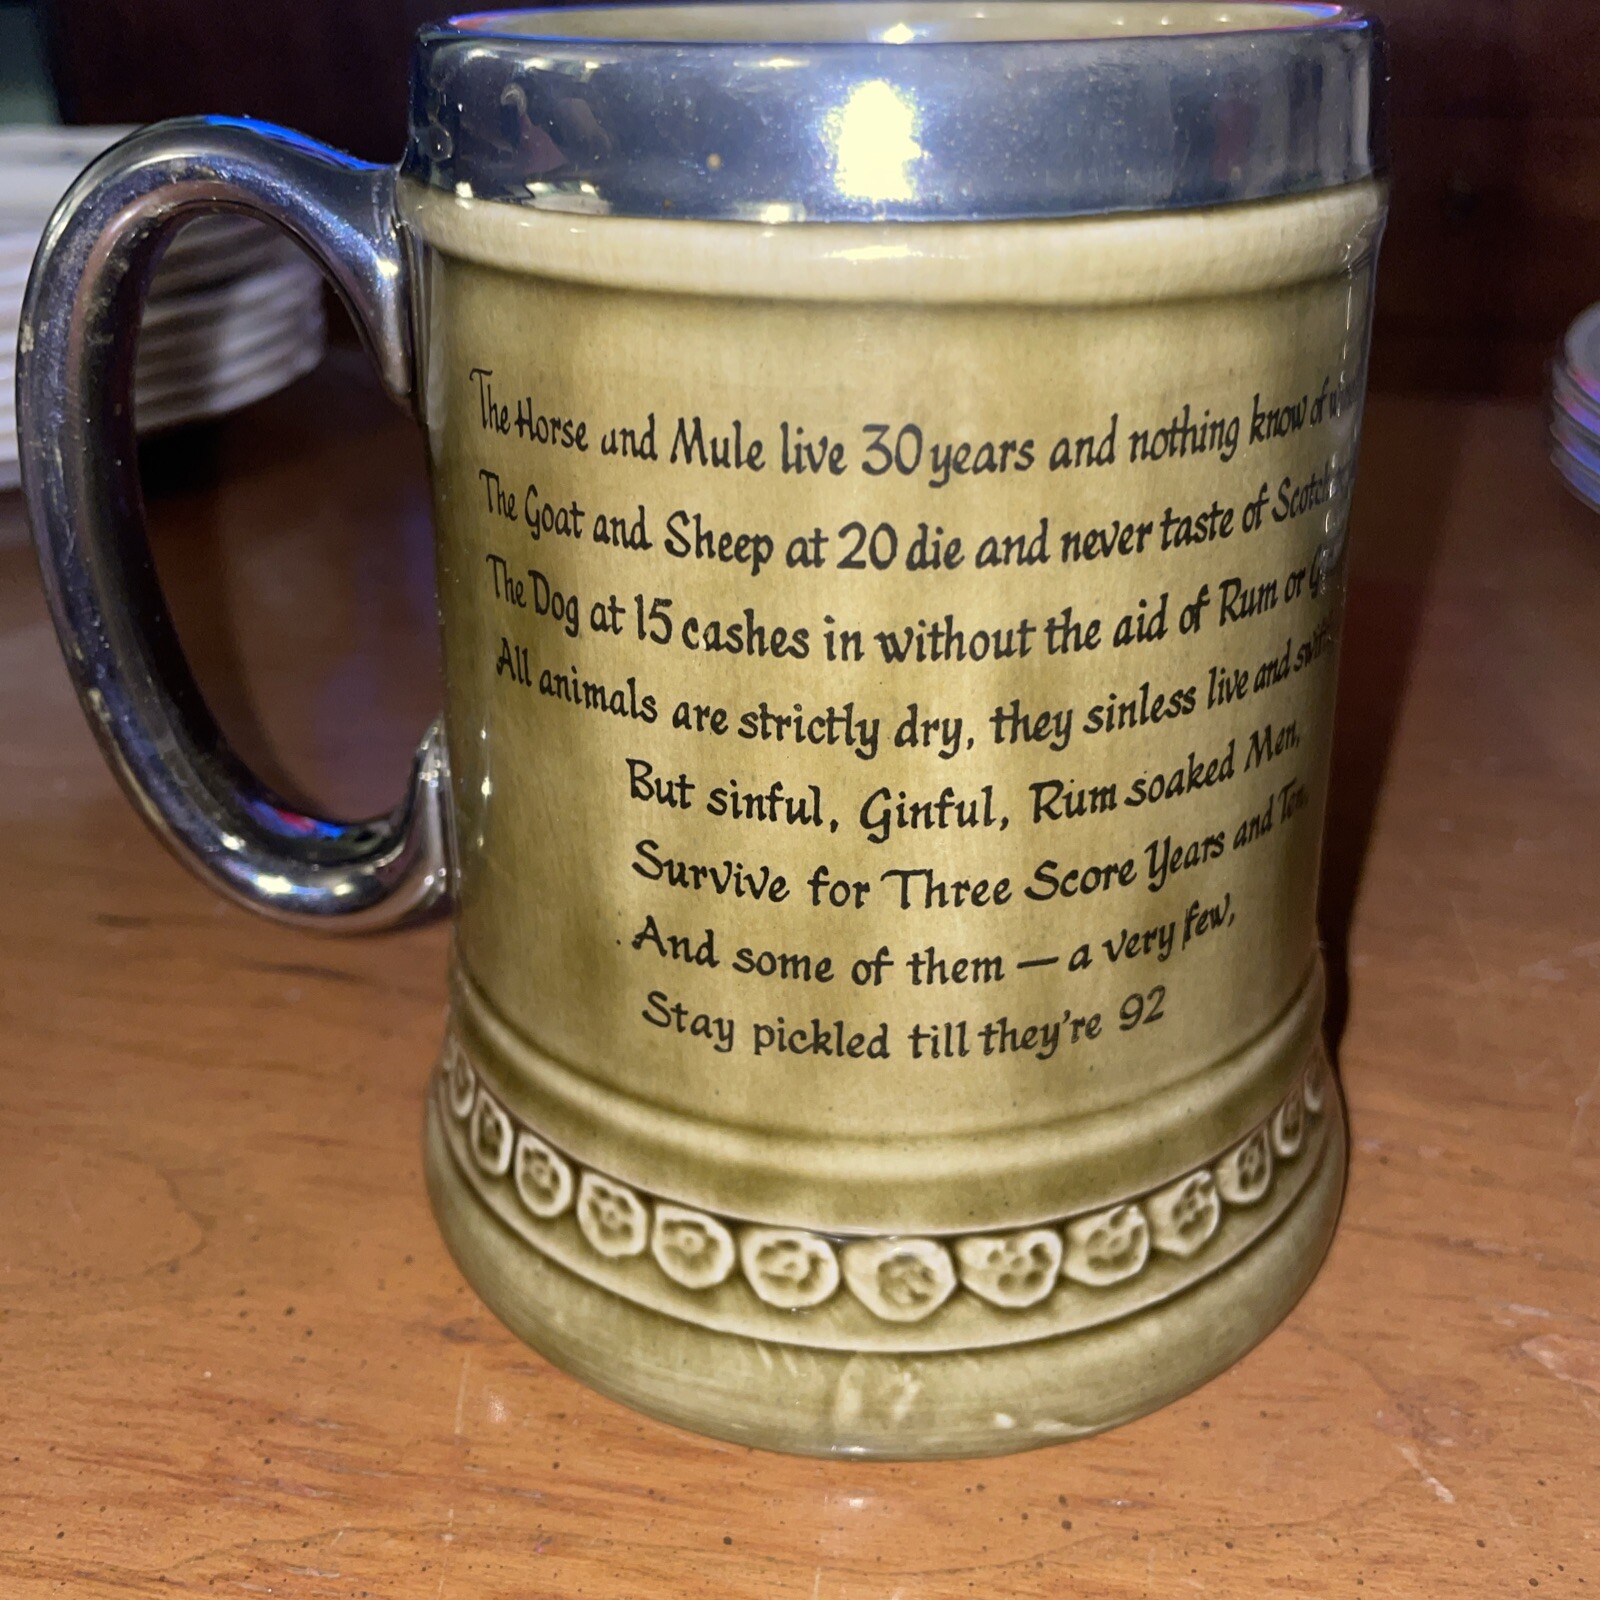 The Horse and Mule live 30 years and nothing know of
The Goat and Sheep at 20 die and never taste of Scotch
The Dog at 15 cashes in without the aid of Rum or
All animals are strictly dry, they sinless live and
But sinful, Ginful, Rum soaked Men,
Survive for Three Score Years and Ten,
And some of them — a very few,
Stay pickled till they're 92